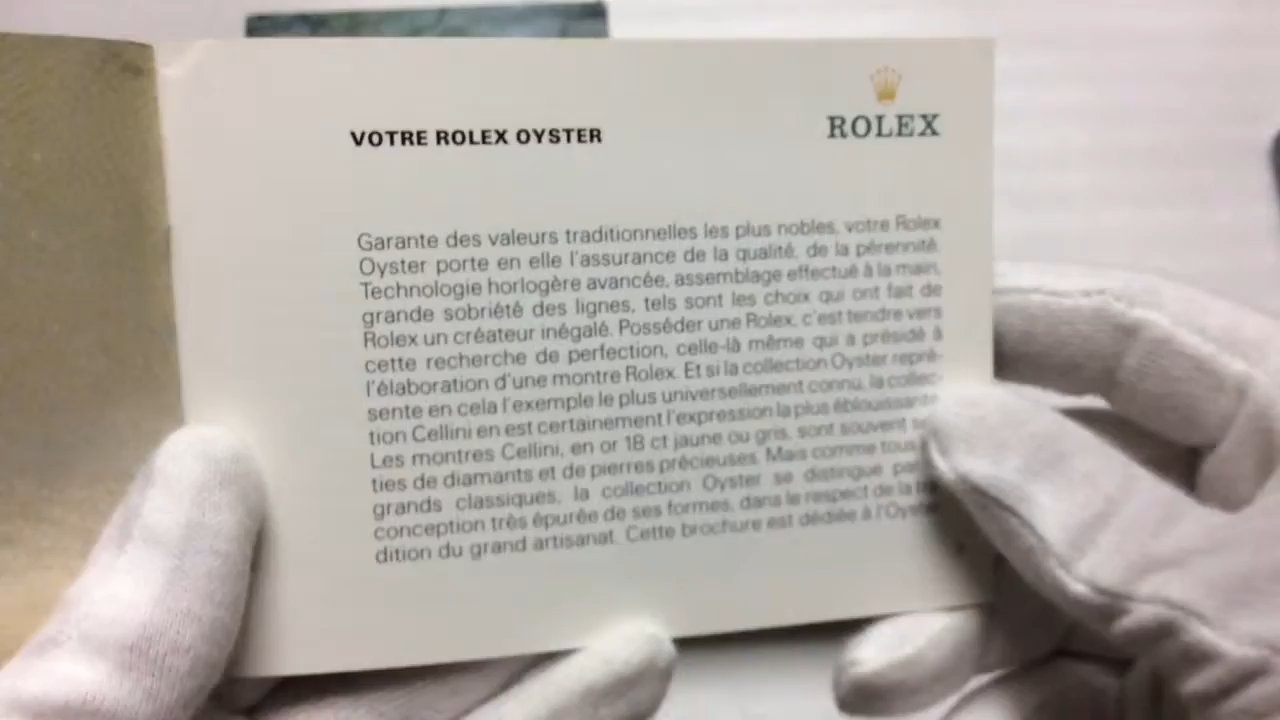 VOTRE ROLEX OYSTER
ROLEX
Garante des valeurs traditionnelles les plus nobles, votre Rolex
Oyster porte en elle l'assurance de la qualité, de la pérennité.
Technologie horlogère avancée, assemblage effectué à la main,
grande sobriété des lignes, tels sont les choix qui ont fait de
Rolex un créateur inégalé. Posséder une Rolex, c'est tendre vers
cette recherche de perfection, celle-là même qui a présidé à
l'élaboration d'une montre Rolex. Et si la collection Oyster repré-
sente en cela l'exemple le plus universellement connu, la collec-
tion Cellini en est certainement l'expression la plus éblouissante.
Les montres Cellini, en or 18 ct jaune ou gris, sont souvent
ties de diamants et de pierres précieuses. Mais comme tous
grands classiques, la collection Oyster se distingue
conception très épurée de ses formes, dans le respect de la
dition du grand artisanat. Cette brochure est dédiée à l'Oyster